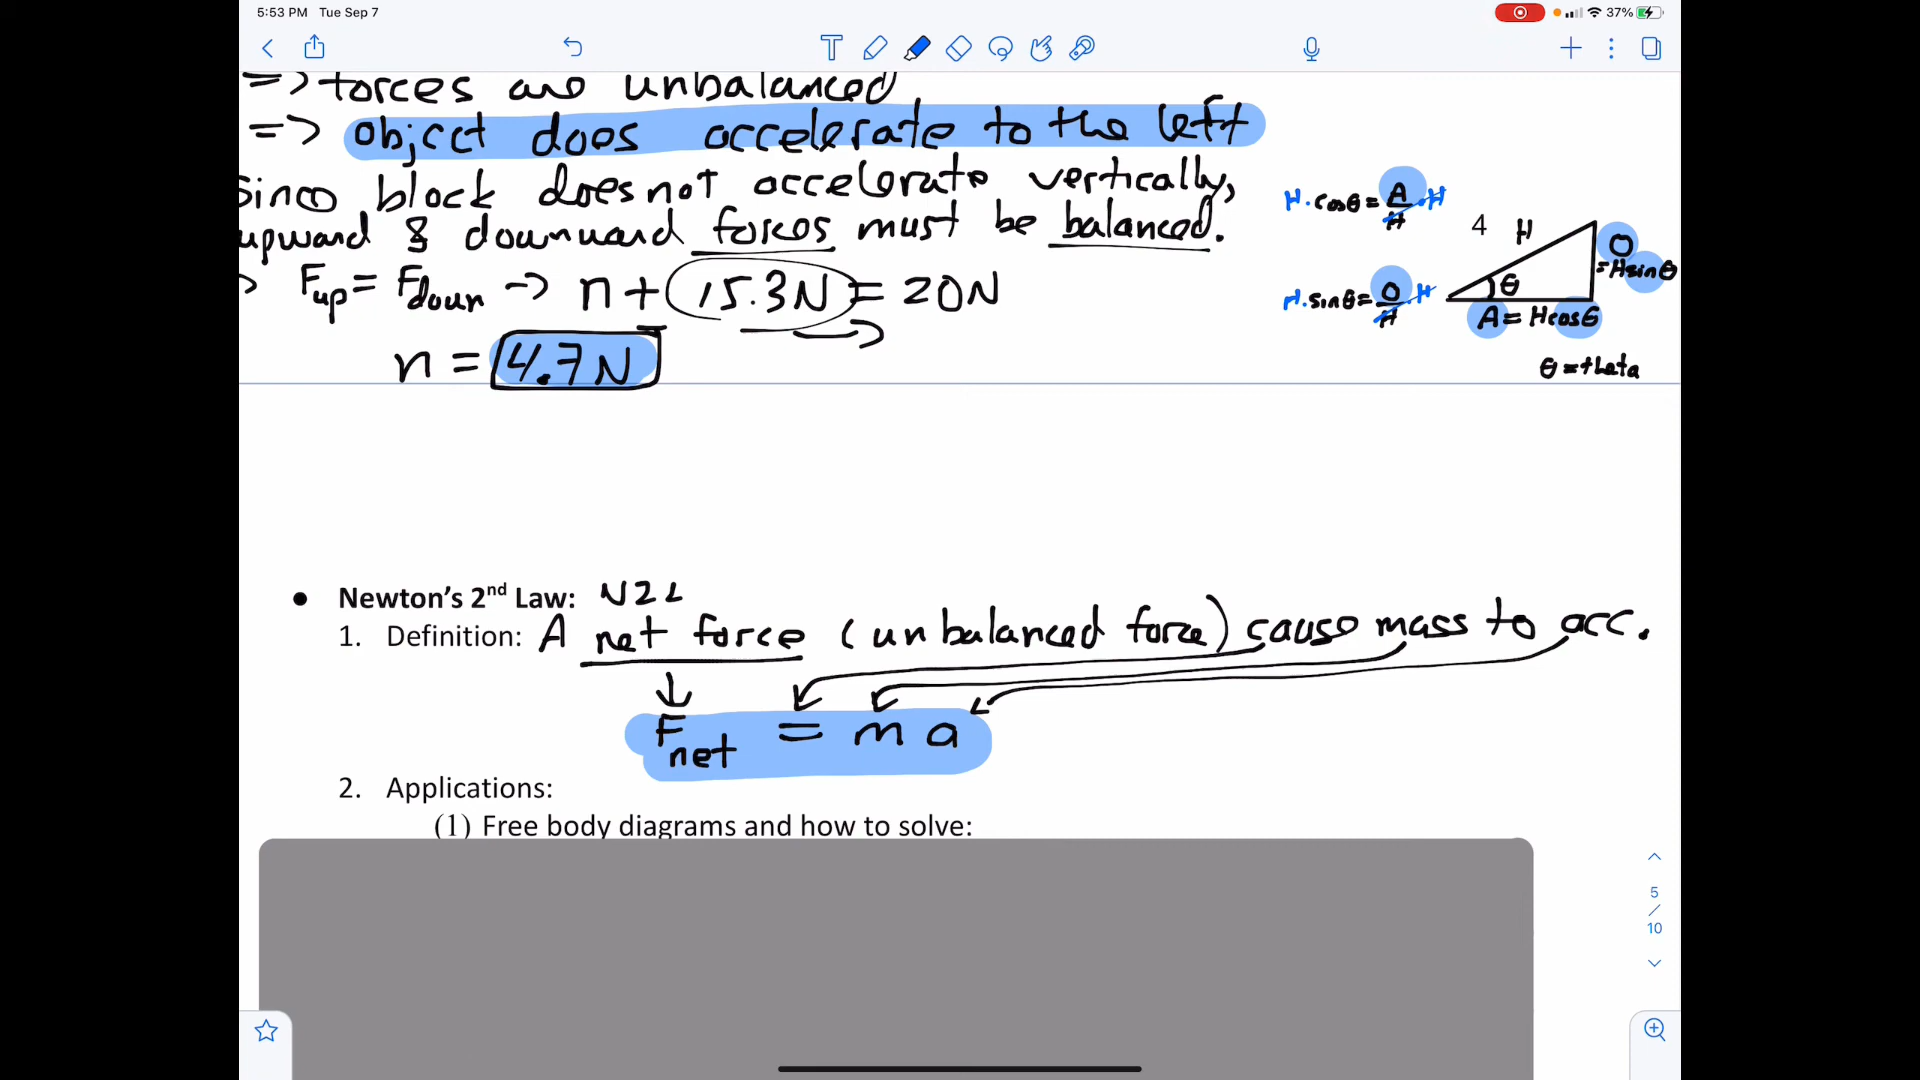 5:53 PM Tue Sep 7
37%
=> forces are unbalanced
=> object does accelerate to the left
Since block does not accelerate vertically,
upward & downward forces must be balanced.
Fup = Fdown -> n + 15.3N = 20N
n = 4.7N
H·cosθ = A/H·H
4
H
O
=Hsinθ
θ
H·sinθ = O/H·H
A = Hcosθ
θ = theta
• Newton's 2nd Law: N2L
1. Definition: A net force (unbalanced force) cause mass to acc.
Fnet = ma
2. Applications:
(1) Free body diagrams and how to solve:
5
/
10